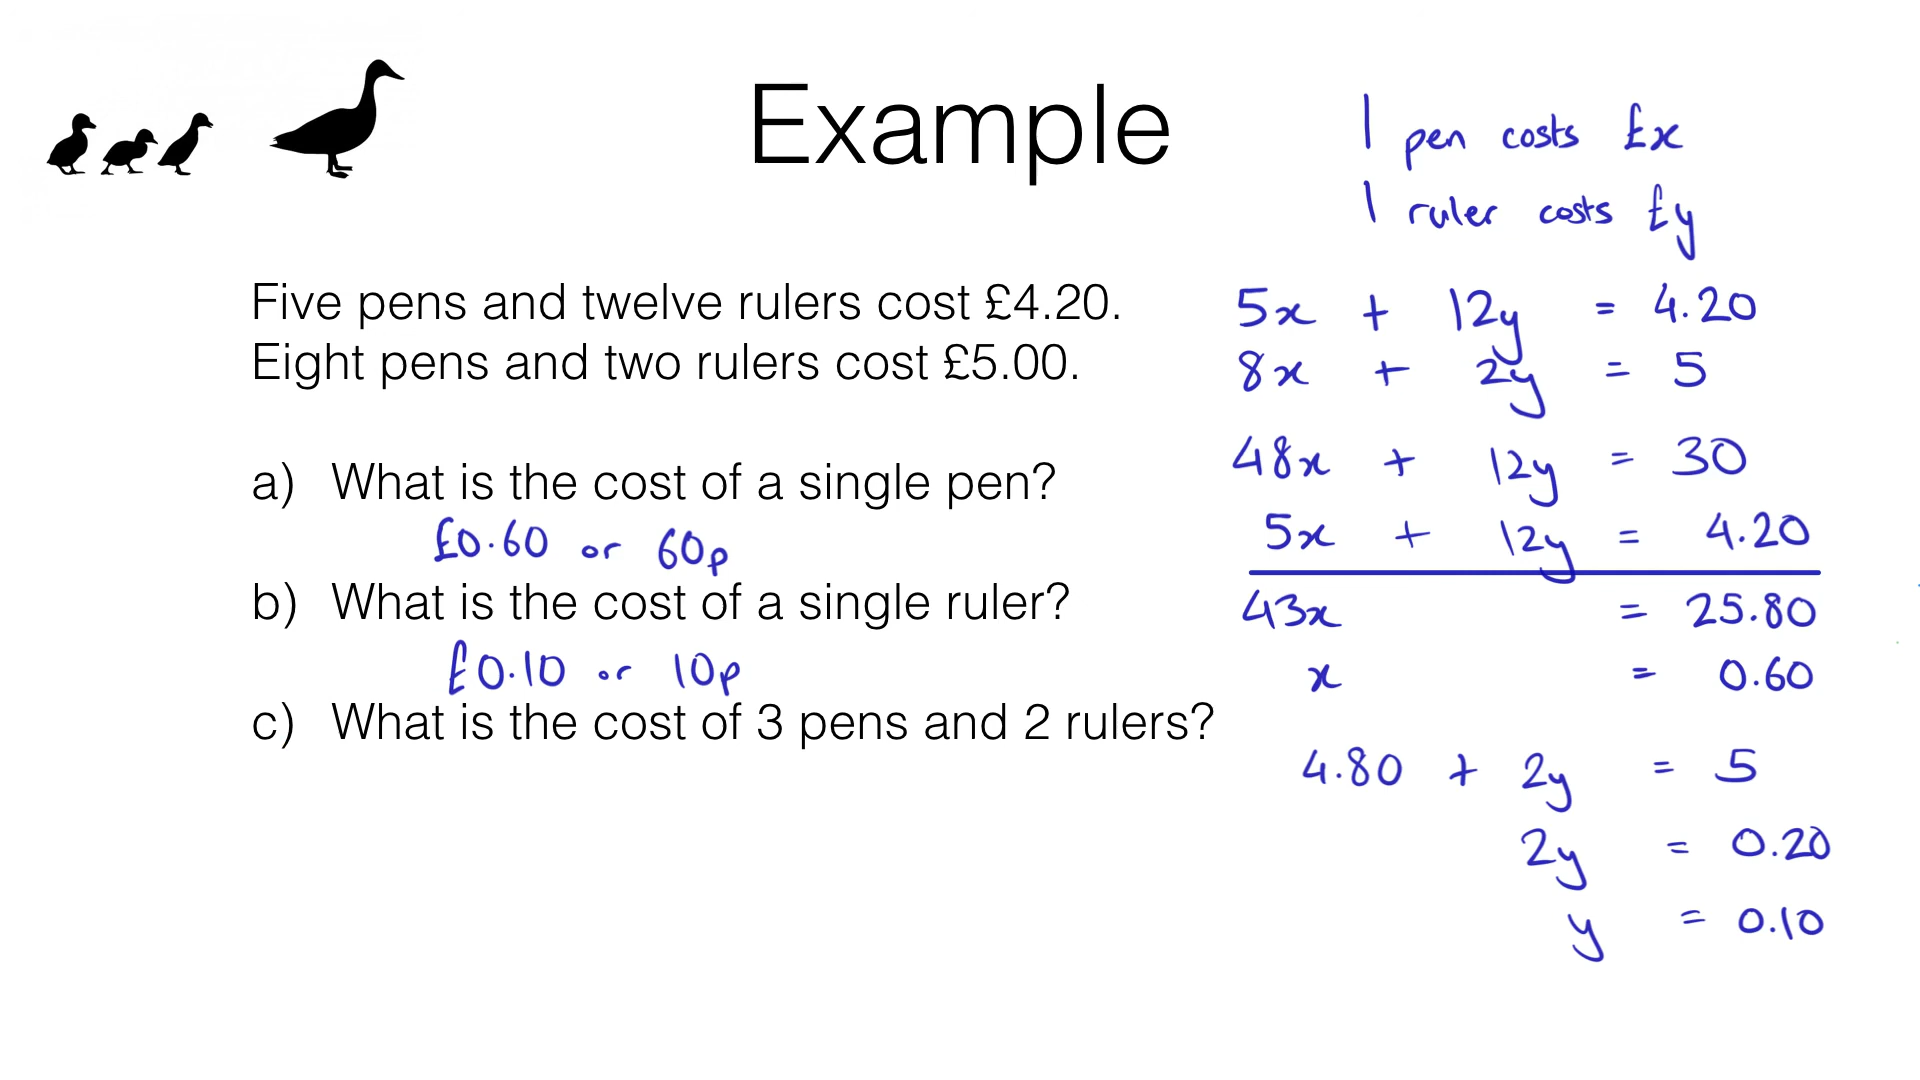 Example
1 pen costs £x
1 ruler costs £y
Five pens and twelve rulers cost £4.20.
Eight pens and two rulers cost £5.00.
a) What is the cost of a single pen?
£0.60 or 60p
b) What is the cost of a single ruler?
£0.10 or 10p
c) What is the cost of 3 pens and 2 rulers?
5x + 12y = 4.20
8x + 2y = 5
48x + 12y = 30
5x + 12y = 4.20
43x = 25.80
x = 0.60
4.80 + 2y = 5
2y = 0.20
y = 0.10